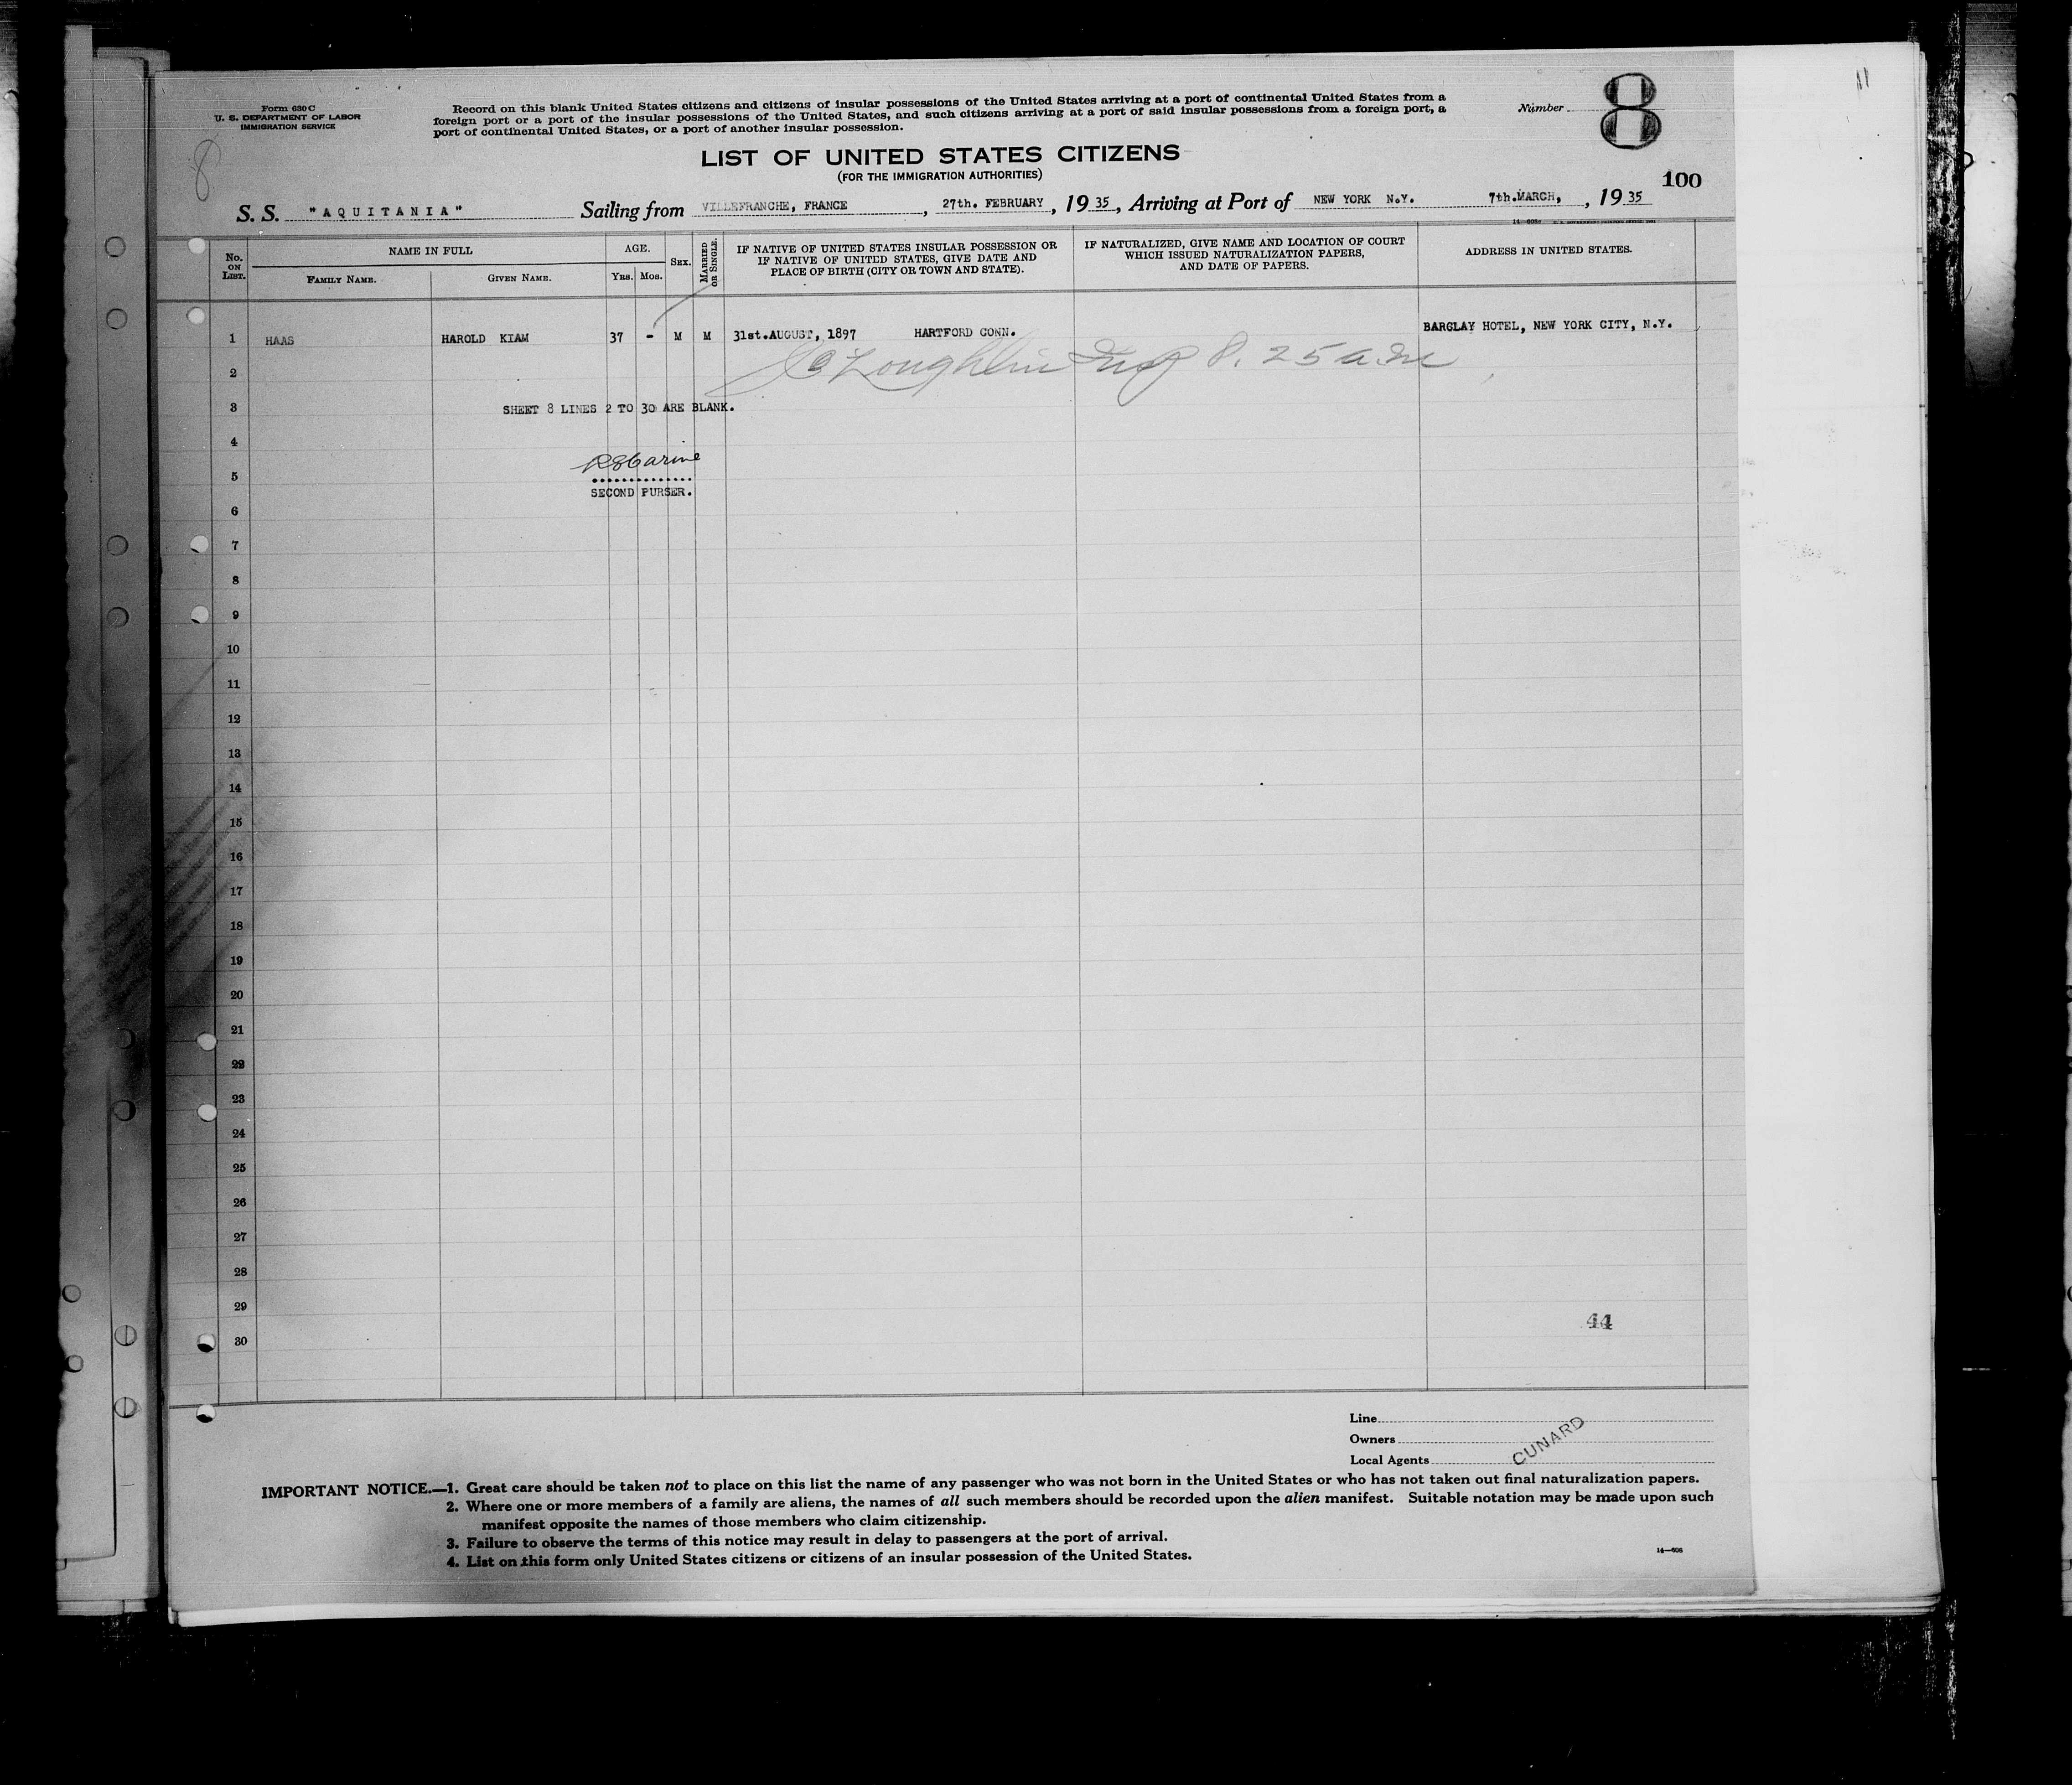 Form 630 C
U. S. DEPARTMENT OF LABOR
IMMIGRATION SERVICE
Record on this blank United States citizens and citizens of insular possessions of the United States arriving at a port of continental United States from a
foreign port or a port of the insular possessions of the United States, and such citizens arriving at a port of said insular possessions from a foreign port, a
port of continental United States, or a port of another insular possession.
Number 8
11
8
LIST OF UNITED STATES CITIZENS
(FOR THE IMMIGRATION AUTHORITIES)
100
S. S. "AQUITANIA" Sailing from VILLEFRANCHE, FRANCE, 27th. FEBRUARY, 1935, Arriving at Port of NEW YORK N.Y. 7th.MARCH, , 1935
No. ON LIST.
NAME IN FULL
FAMILY NAME.
GIVEN NAME.
AGE.
YRS. MOS.
SEX.
MARRIED OR SINGLE.
IF NATIVE OF UNITED STATES INSULAR POSSESSION OR
IF NATIVE OF UNITED STATES, GIVE DATE AND
PLACE OF BIRTH (CITY OR TOWN AND STATE).
IF NATURALIZED, GIVE NAME AND LOCATION OF COURT
WHICH ISSUED NATURALIZATION PAPERS,
AND DATE OF PAPERS.
ADDRESS IN UNITED STATES.
1 HAAS HAROLD KIAM 37 - M M 31st.AUGUST, 1897 HARTFORD CONN. BARCLAY HOTEL, NEW YORK CITY, N.Y.
2 O'Loughlin Insp 8.25 am
3 SHEET 8 LINES 2 TO 30 ARE BLANK.
4
5
SECOND PURSER.
6
7
8
9
10
11
12
13
14
15
16
17
18
19
20
21
22
23
24
25
26
27
28
29
44
30
Line
Owners
Local Agents CUNARD
IMPORTANT NOTICE.—1. Great care should be taken not to place on this list the name of any passenger who was not born in the United States or who has not taken out final naturalization papers.
2. Where one or more members of a family are aliens, the names of all such members should be recorded upon the alien manifest. Suitable notation may be made upon such
manifest opposite the names of those members who claim citizenship.
3. Failure to observe the terms of this notice may result in delay to passengers at the port of arrival.
4. List on this form only United States citizens or citizens of an insular possession of the United States.
14—608